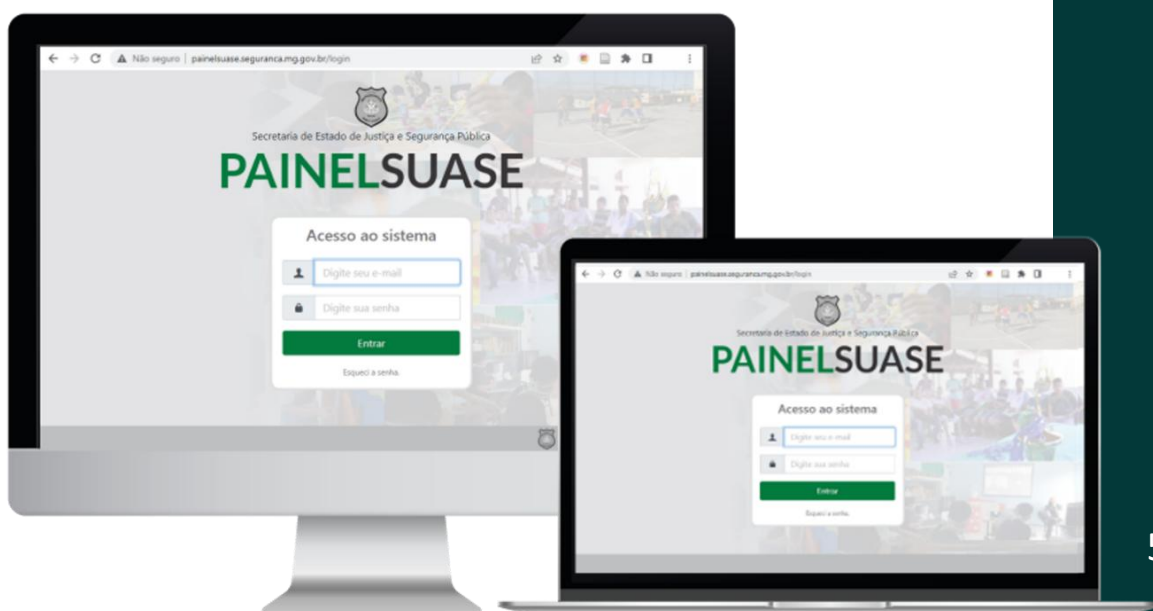 Não seguro | painelsuase.seguranca.mg.gov.br/login
Secretaria de Estado de Justiça e Segurança Pública
PAINELSUASE
Acesso ao sistema
Digite seu e-mail
Digite sua senha
Entrar
Esqueci a senha.
Não seguro | painelsuase.seguranca.mg.gov.br/login
Secretaria de Estado de Justiça e Segurança Pública
PAINELSUASE
Acesso ao sistema
Digite seu e-mail
Digite sua senha
Entrar
Esqueci a senha.
5